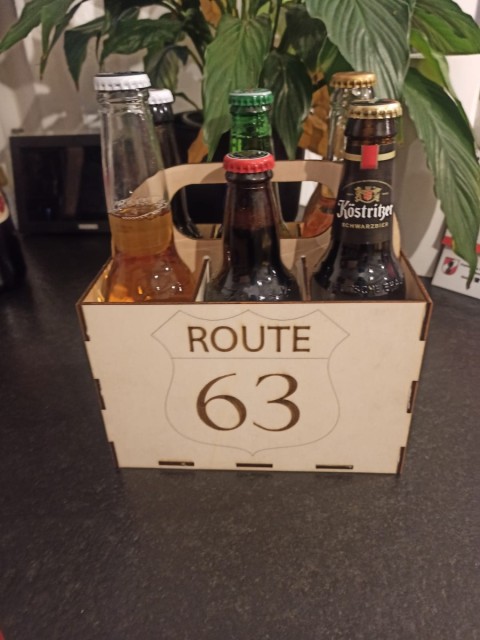 Köstritzer
SCHWARZBIER
ROUTE
63